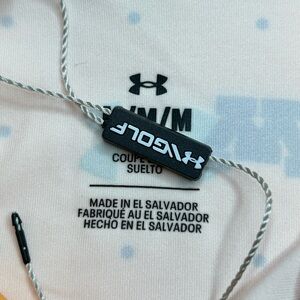 /M/M
GOLF
COUPE
SUELTO
MADE IN EL SALVADOR
FABRIQUÉ AU EL SALVADOR
HECHO EN EL SALVADOR